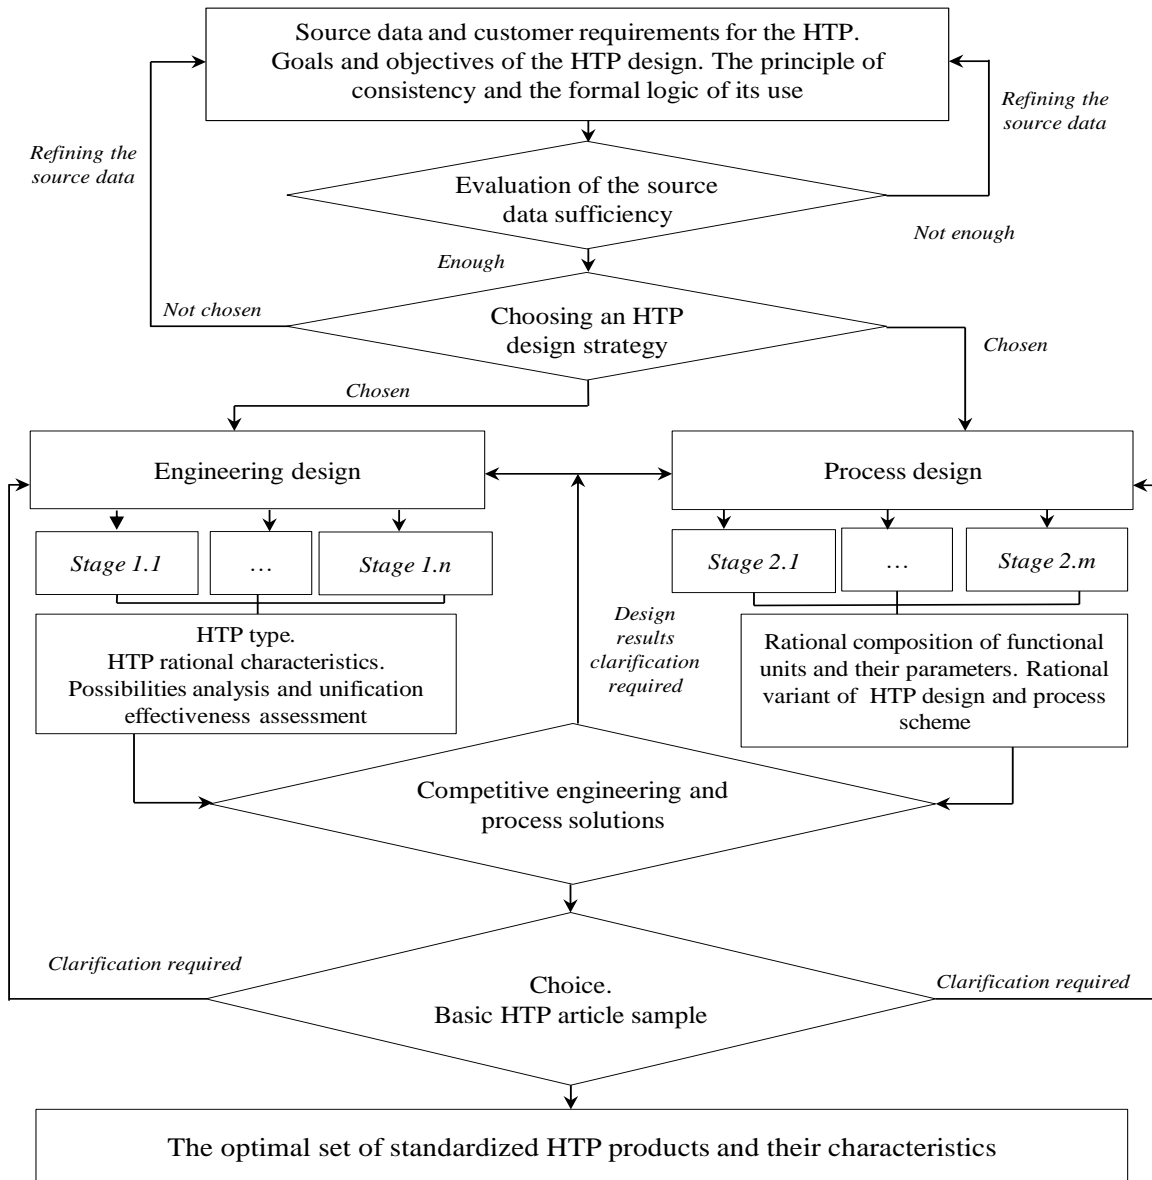 Source data and customer requirements for the HTP.
Goals and objectives of the HTP design. The principle of
consistency and the formal logic of its use
Refining the
source data
Refining the
source data
Evaluation of the source
data sufficiency
Not enough
Enough
Not chosen
Choosing an HTP
design strategy
Chosen
Chosen
Engineering design
Process design
Stage 1.1
...
Stage 1.n
Stage 2.1
...
Stage 2.m
HTP type.
HTP rational characteristics.
Possibilities analysis and unification
effectiveness assessment
Design
results
clarification
required
Rational composition of functional
units and their parameters. Rational
variant of HTP design and process
scheme
Competitive engineering and
process solutions
Clarification required
Clarification required
Choice.
Basic HTP article sample
The optimal set of standardized HTP products and their characteristics